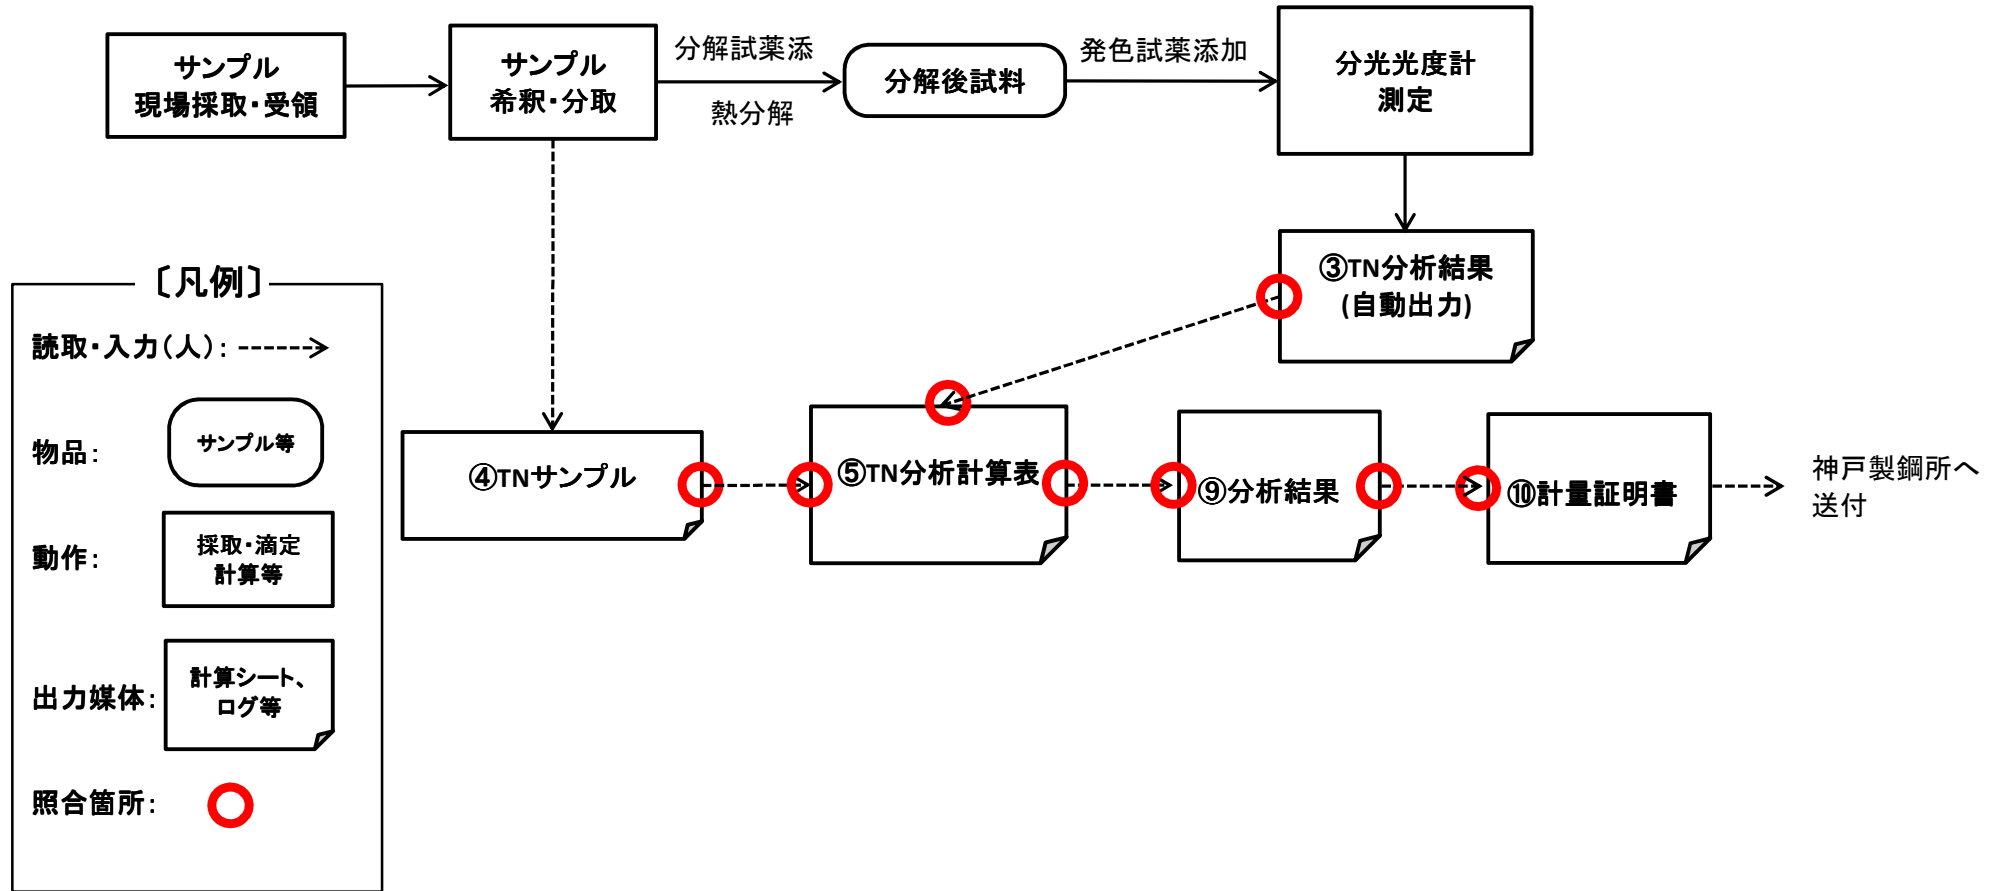 サンプル
現場採取・受領
サンプル
希釈・分取
分解試薬添
熱分解
分解後試料
発色試薬添加
分光光度計
測定
③TN分析結果
(自動出力)
〔凡例〕
読取・入力(人):
物品:
サンプル等
動作:
採取・滴定
計算等
出力媒体:
計算シート、
ログ等
照合箇所:
④TNサンプル
⑤TN分析計算表
⑨分析結果
⑩計量証明書
神戸製鋼所へ
送付